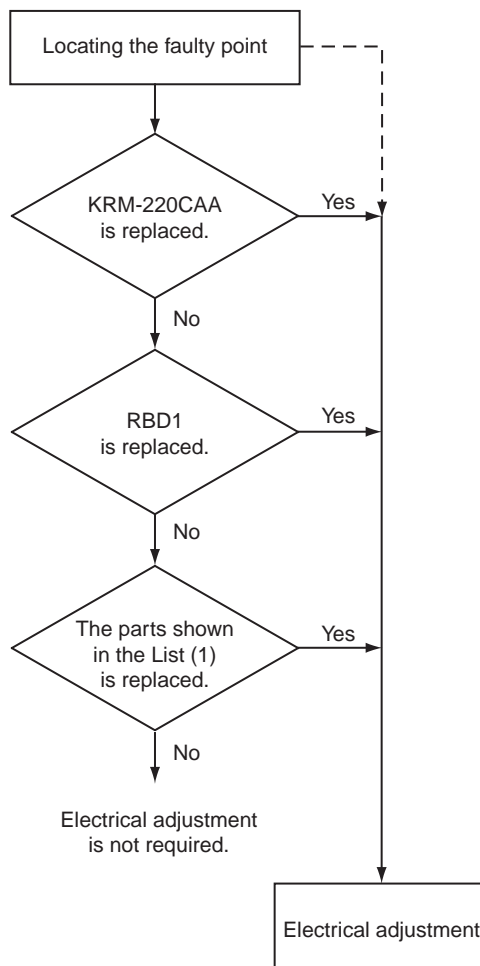 Locating the faulty point
KRM-220CAA
is replaced.
Yes
No
RBD1
is replaced.
Yes
No
The parts shown
in the List (1)
is replaced.
Yes
No
Electrical adjustment
is not required.
Electrical adjustment